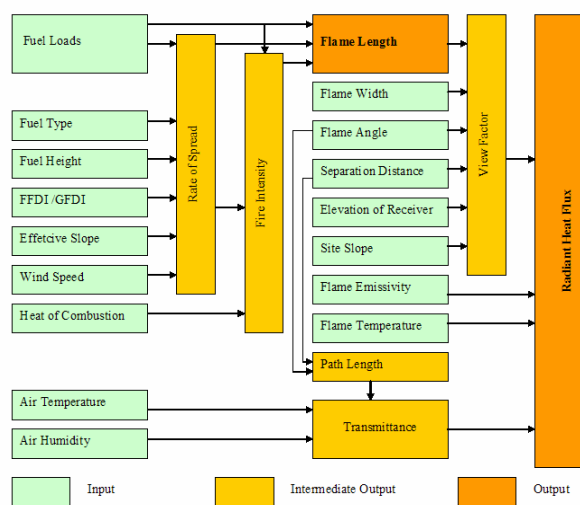 Fuel Loads
Flame Length
Flame Width
Fuel Type
Flame Angle
Fuel Height
Separation Distance
FFDI /GFDI
Elevation of Receiver
Effetcive Slope
Site Slope
Wind Speed
Flame Emissivity
Heat of Combustion
Flame Temperature
Rate of Spread
Fire Intensity
View Factor
Radiant Heat Flux
Path Length
Air Temperature
Transmittance
Air Humidity
Input
Intermediate Output
Output